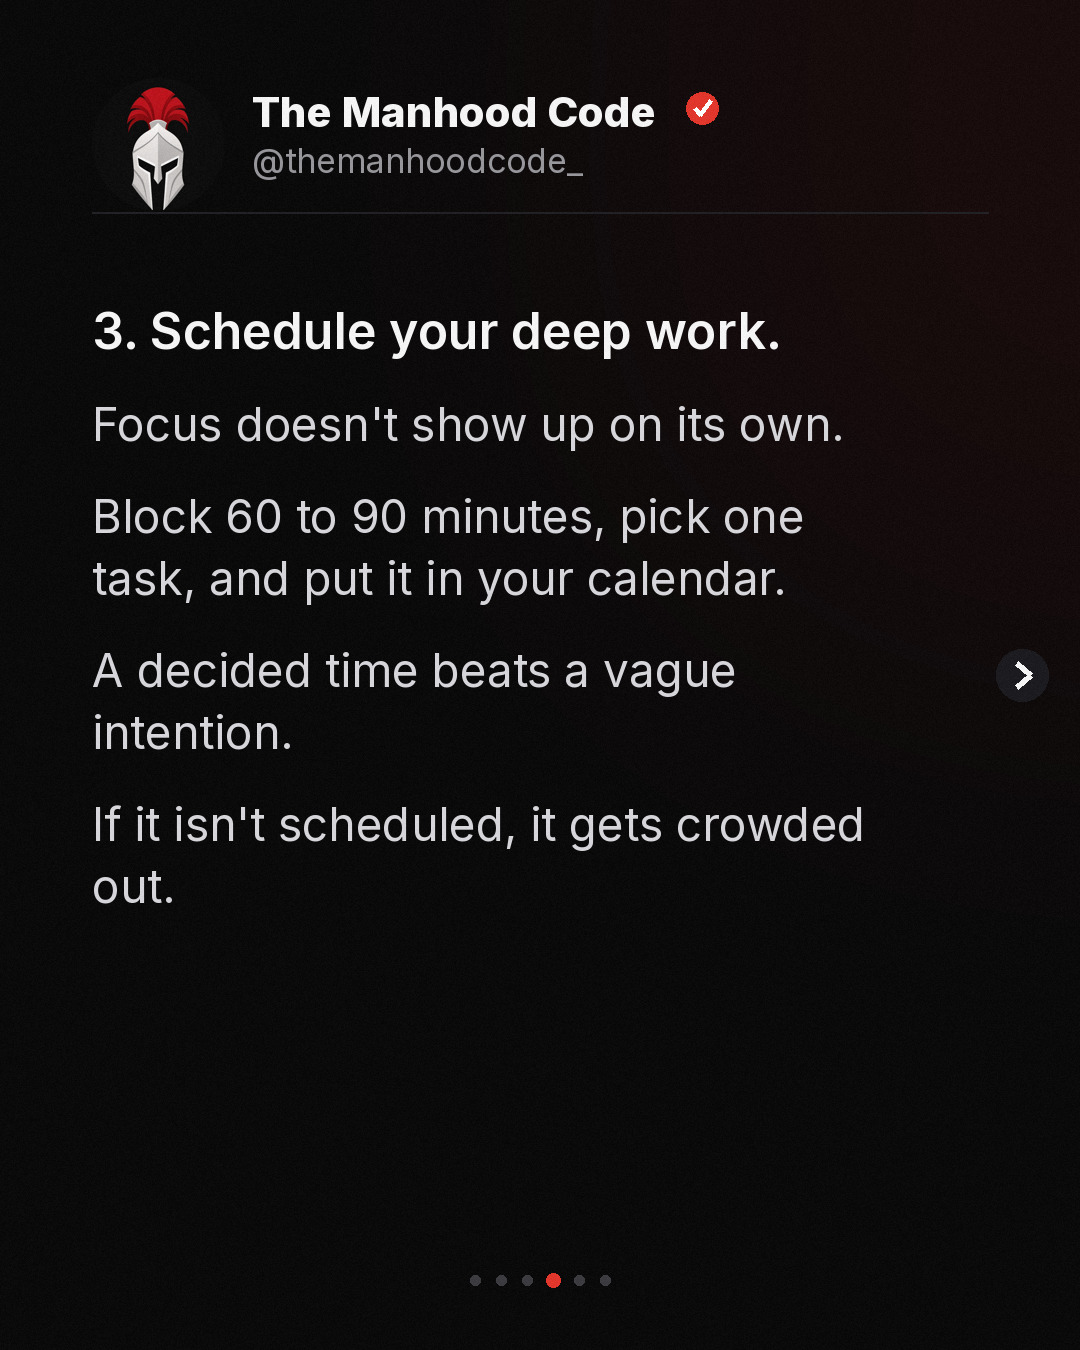 The Manhood Code
@themanhoodcode_
3. Schedule your deep work.
Focus doesn't show up on its own.
Block 60 to 90 minutes, pick one
task, and put it in your calendar.
A decided time beats a vague
intention.
If it isn't scheduled, it gets crowded
out.